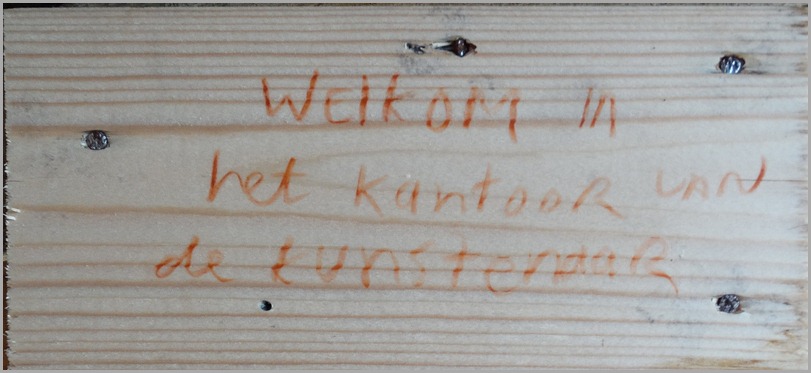 Welkom in
het kantoor van
de kunstenaar